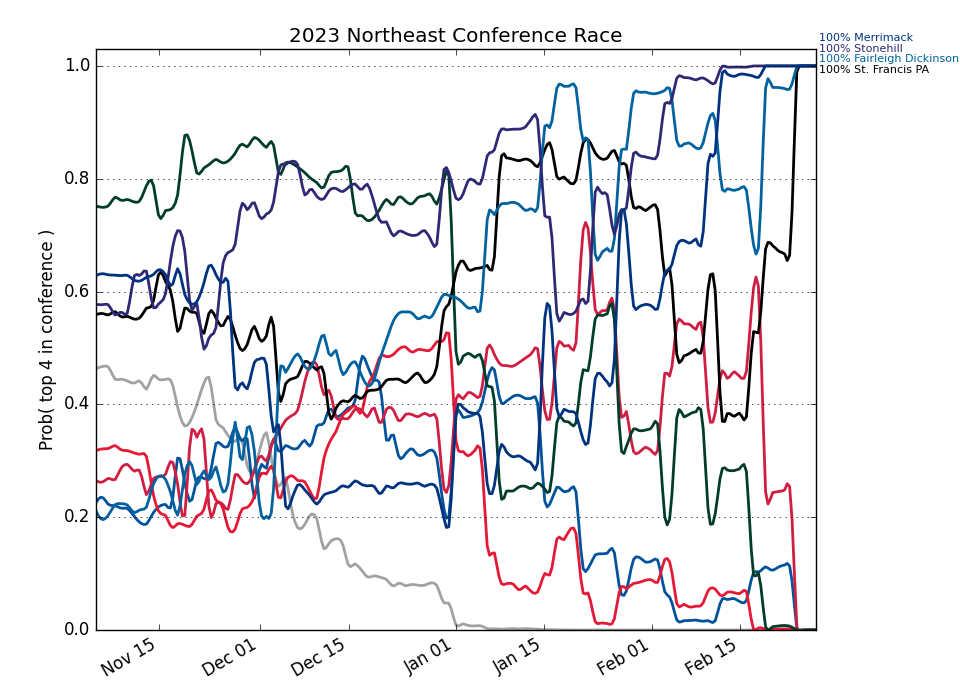 2023 Northeast Conference Race
100% Merrimack
100% Stonehill
100% Fairleigh Dickinson
100% St. Francis PA
Prob( top 4 in conference )
1.0
0.8
0.6
0.4
0.2
0.0
Nov 15
Dec 01
Dec 15
Jan 01
Jan 15
Feb 01
Feb 15